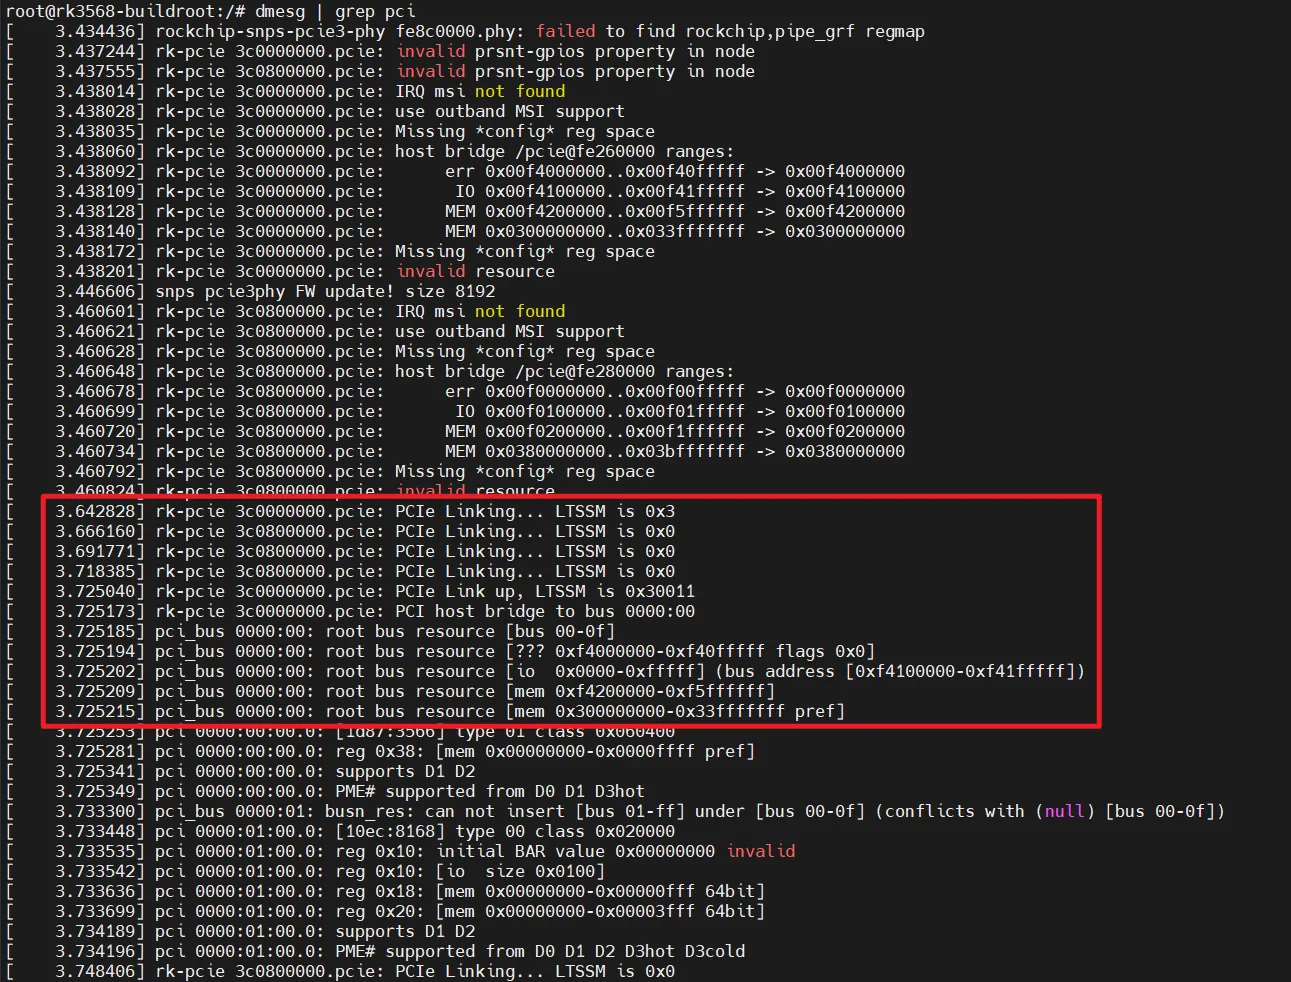 root@rk3568-buildroot:/# dmesg | grep pci
[    3.434436] rockchip-snps-pcie3-phy fe8c0000.phy: failed to find rockchip,pipe_grf regmap
[    3.437244] rk-pcie 3c0000000.pcie: invalid prsnt-gpios property in node
[    3.437555] rk-pcie 3c0800000.pcie: invalid prsnt-gpios property in node
[    3.438014] rk-pcie 3c0000000.pcie: IRQ msi not found
[    3.438028] rk-pcie 3c0000000.pcie: use outband MSI support
[    3.438035] rk-pcie 3c0000000.pcie: Missing *config* reg space
[    3.438060] rk-pcie 3c0000000.pcie: host bridge /pcie@fe260000 ranges:
[    3.438092] rk-pcie 3c0000000.pcie:      err 0x00f4000000..0x00f40fffff -> 0x00f4000000
[    3.438109] rk-pcie 3c0000000.pcie:       IO 0x00f4100000..0x00f41fffff -> 0x00f4100000
[    3.438128] rk-pcie 3c0000000.pcie:      MEM 0x00f4200000..0x00f5ffffff -> 0x00f4200000
[    3.438140] rk-pcie 3c0000000.pcie:      MEM 0x0300000000..0x033fffffff -> 0x0300000000
[    3.438172] rk-pcie 3c0000000.pcie: Missing *config* reg space
[    3.438201] rk-pcie 3c0000000.pcie: invalid resource
[    3.446606] snps pcie3phy FW update! size 8192
[    3.460601] rk-pcie 3c0800000.pcie: IRQ msi not found
[    3.460621] rk-pcie 3c0800000.pcie: use outband MSI support
[    3.460628] rk-pcie 3c0800000.pcie: Missing *config* reg space
[    3.460648] rk-pcie 3c0800000.pcie: host bridge /pcie@fe280000 ranges:
[    3.460678] rk-pcie 3c0800000.pcie:      err 0x00f0000000..0x00f00fffff -> 0x00f0000000
[    3.460699] rk-pcie 3c0800000.pcie:       IO 0x00f0100000..0x00f01fffff -> 0x00f0100000
[    3.460720] rk-pcie 3c0800000.pcie:      MEM 0x00f0200000..0x00f1ffffff -> 0x00f0200000
[    3.460734] rk-pcie 3c0800000.pcie:      MEM 0x0380000000..0x03bfffffff -> 0x0380000000
[    3.460792] rk-pcie 3c0800000.pcie: Missing *config* reg space
[    3.460824] rk-pcie 3c0800000.pcie: invalid resource
[    3.642828] rk-pcie 3c0000000.pcie: PCIe Linking... LTSSM is 0x3
[    3.666160] rk-pcie 3c0800000.pcie: PCIe Linking... LTSSM is 0x0
[    3.691771] rk-pcie 3c0800000.pcie: PCIe Linking... LTSSM is 0x0
[    3.718385] rk-pcie 3c0800000.pcie: PCIe Linking... LTSSM is 0x0
[    3.725040] rk-pcie 3c0000000.pcie: PCIe Link up, LTSSM is 0x30011
[    3.725173] rk-pcie 3c0000000.pcie: PCI host bridge to bus 0000:00
[    3.725185] pci_bus 0000:00: root bus resource [bus 00-0f]
[    3.725194] pci_bus 0000:00: root bus resource [??? 0xf4000000-0xf40fffff flags 0x0]
[    3.725202] pci_bus 0000:00: root bus resource [io  0x0000-0xfffff] (bus address [0xf4100000-0xf41fffff])
[    3.725209] pci_bus 0000:00: root bus resource [mem 0xf4200000-0xf5ffffff]
[    3.725215] pci_bus 0000:00: root bus resource [mem 0x300000000-0x33fffffff pref]
[    3.725253] pci 0000:00:00.0: [1d87:3566] type 01 class 0x060400
[    3.725281] pci 0000:00:00.0: reg 0x38: [mem 0x00000000-0x0000ffff pref]
[    3.725341] pci 0000:00:00.0: supports D1 D2
[    3.725349] pci 0000:00:00.0: PME# supported from D0 D1 D3hot
[    3.733300] pci_bus 0000:01: busn_res: can not insert [bus 01-ff] under [bus 00-0f] (conflicts with (null) [bus 00-0f])
[    3.733448] pci 0000:01:00.0: [10ec:8168] type 00 class 0x020000
[    3.733535] pci 0000:01:00.0: reg 0x10: initial BAR value 0x00000000 invalid
[    3.733542] pci 0000:01:00.0: reg 0x10: [io  size 0x0100]
[    3.733636] pci 0000:01:00.0: reg 0x18: [mem 0x00000000-0x00000fff 64bit]
[    3.733699] pci 0000:01:00.0: reg 0x20: [mem 0x00000000-0x00003fff 64bit]
[    3.734189] pci 0000:01:00.0: supports D1 D2
[    3.734196] pci 0000:01:00.0: PME# supported from D0 D1 D2 D3hot D3cold
[    3.748406] rk-pcie 3c0800000.pcie: PCIe Linking... LTSSM is 0x0